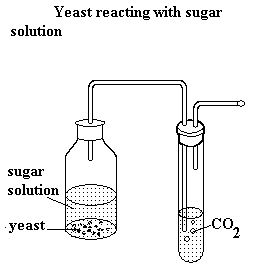 Yeast reacting with sugar
solution
sugar
solution
yeast
CO2